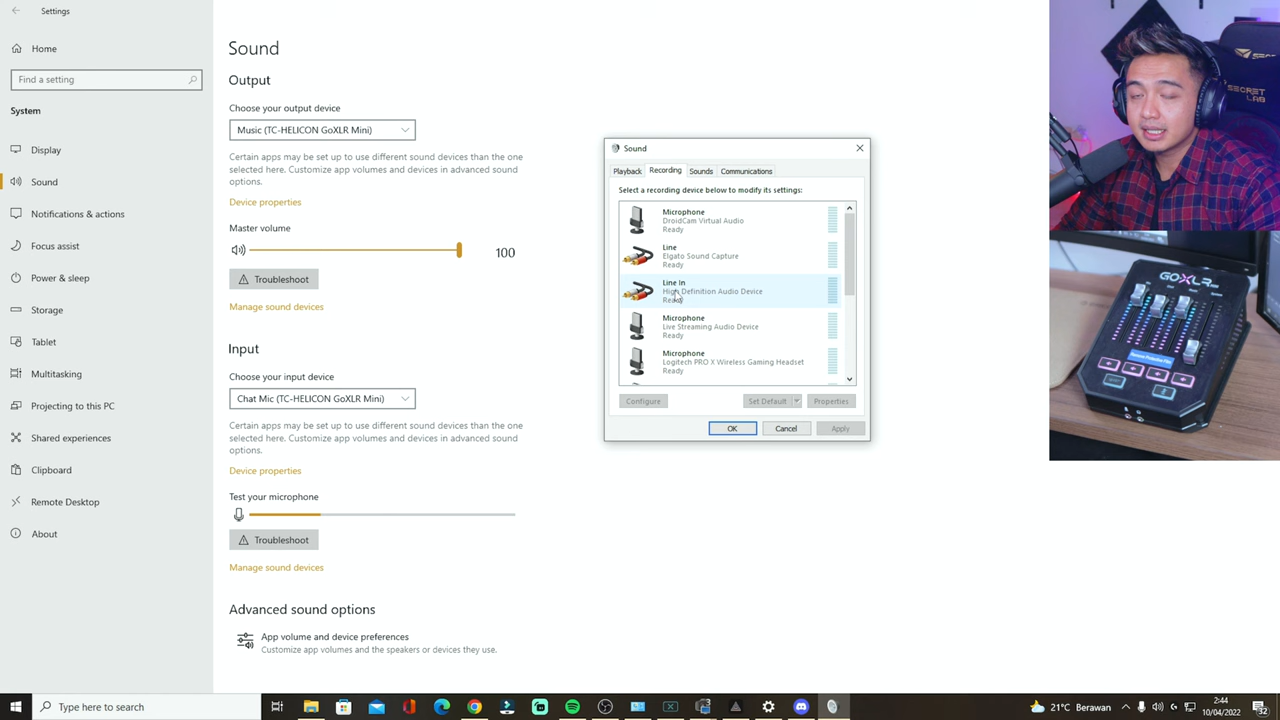 Settings
Home
Find a setting
System
Display
Sound
Notifications & actions
Focus assist
Power & sleep
Storage
Tablet
Multitasking
Projecting to this PC
Shared experiences
Clipboard
Remote Desktop
About
Sound
Output
Choose your output device
Music (TC-HELICON GoXLR Mini)
Certain apps may be set up to use different sound devices than the
one selected here. Customize app volumes and devices in advanced sound
options.
Device properties
Master volume
100
Troubleshoot
Manage sound devices
Input
Choose your input device
Chat Mic (TC-HELICON GoXLR Mini)
Certain apps may be set up to use different sound devices than the one
selected here. Customize app volumes and devices in advanced sound
options.
Device properties
Test your microphone
Troubleshoot
Manage sound devices
Advanced sound options
App volume and device preferences
Customize app volumes and the speakers or devices they use.
Sound
Playback Recording Sounds Communications
Select a recording device below to modify its settings:
Microphone
DroidCam Virtual Audio
Ready
Line
Elgato Sound Capture
Ready
Line In
High Definition Audio Device
Ready
Microphone
Live Streaming Audio Device
Ready
Microphone
Logitech PRO X Wireless Gaming Headset
Ready
Configure Set Default Properties
OK Cancel Apply
SECRET
LAB
GOXLR
Type here to search
21°C Berawan
2:44
10/04/2022
32